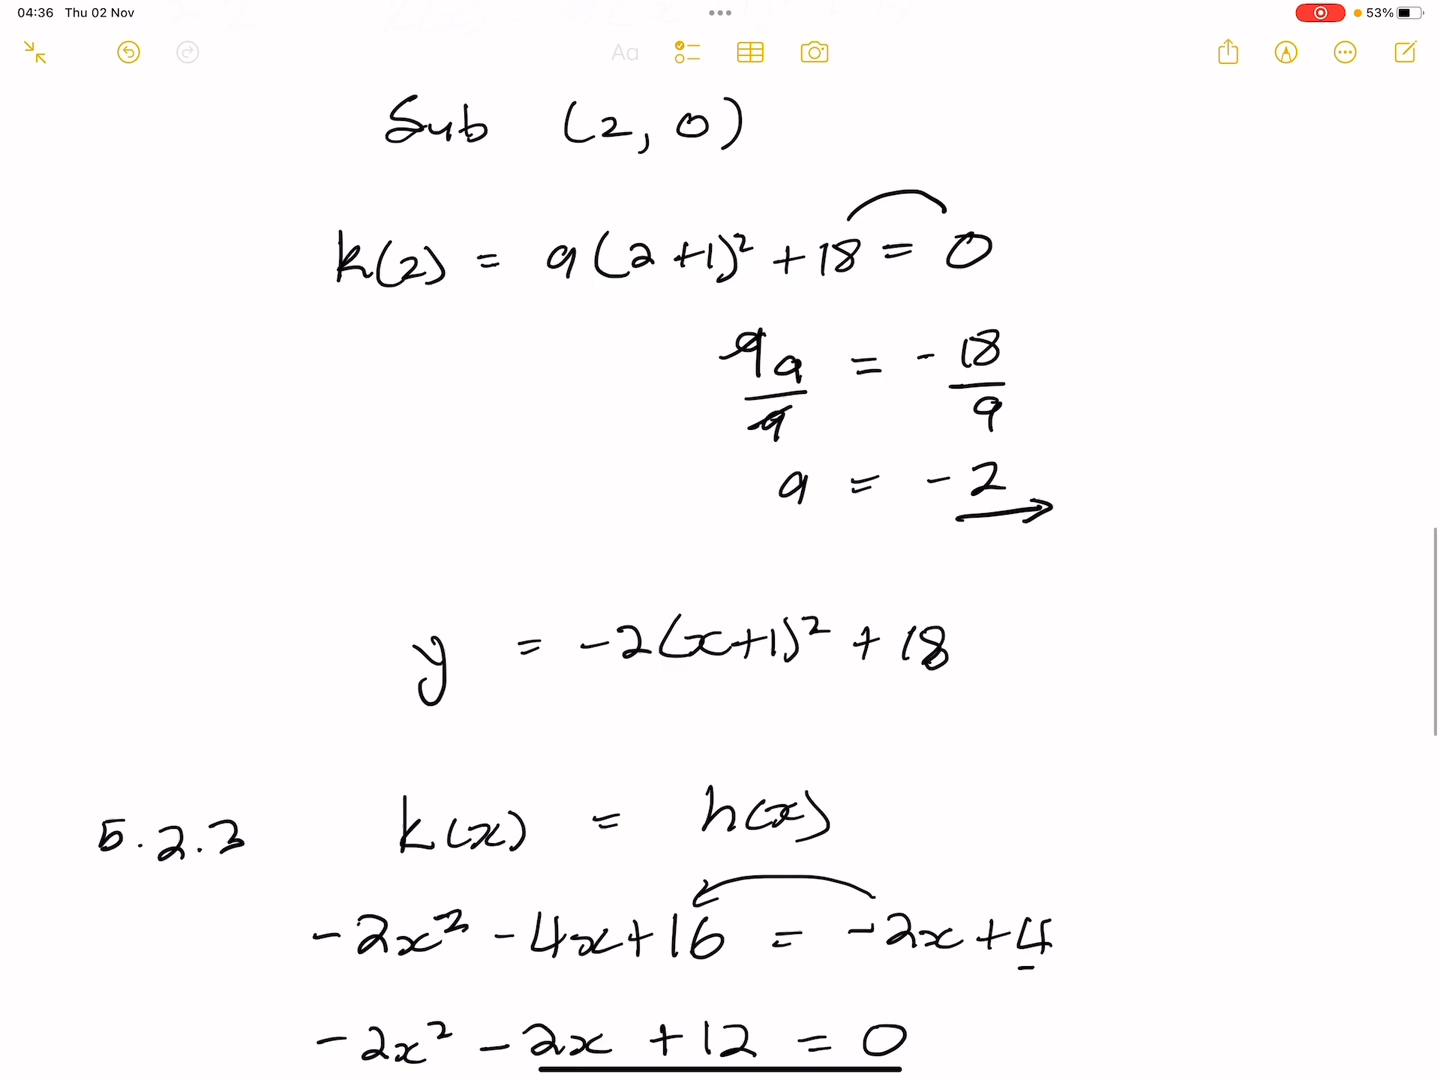 04:36 Thu 02 Nov 53%
Aa
Sub (2, 0)
k(2) = a(2+1)² + 18 = 0
9a/9 = -18/9
a = -2
y = -2(x+1)² + 18
5.2.3 k(x) = h(x)
-2x² - 4x + 16 = -2x + 4
-2x² - 2x + 12 = 0